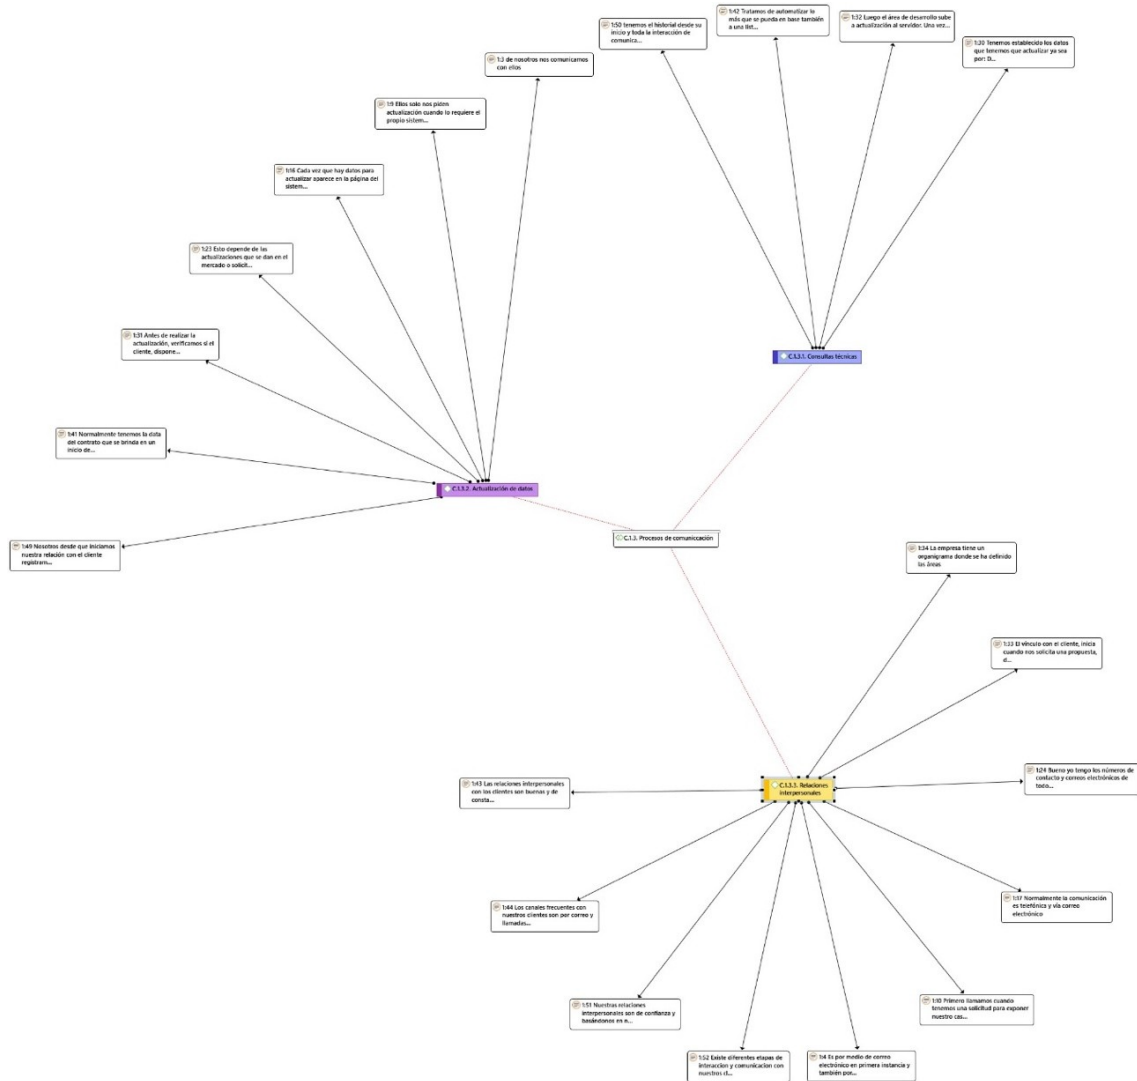 1:50 tenemos el historial desde su
inicio y toda la interacción de
comunica...
1:42 Tratamos de automatizar lo
más que se pueda en base también
a una list...
1:32 Luego el área de desarrollo sube
a actualización al servidor. Una vez...
1:30 Tenemos establecido los datos
que tenemos que actualizar ya sea
por: D...
1:3 de nosotros nos comunicamos
con ellos
1:9 Ellos solo nos piden
actualización cuando lo requiere el
propio sistem...
1:16 Cada vez que hay datos para
actualizar aparece en la página del
sistem...
1:23 Esto depende de las
actualizaciones que se dan en el
mercado o solicit...
1:31 Antes de realizar la
actualización, verificamos si el
cliente, dispone...
1:41 Normalmente tenemos la data
del contrato que se brinda en un
inicio de...
1:49 Nosotros desde que iniciamos
nuestra relación con el cliente
registram...
C.1.3.1. Consultas técnicas
C.1.3.2. Actualización de datos
C.1.3. Procesos de comuniccación
1:34 La empresa tiene un
organigrama donde se ha definido
las áreas
1:33 El vínculo con el cliente, inicia
cuando nos solicita una propuesta,
d...
1:24 Bueno yo tengo los números de
contacto y correos electrónicos de
todo...
C.1.3.3. Relaciones
interpersonales
1:43 Las relaciones interpersonales
con los clientes son buenas y de
consta...
1:44 Los canales frecuentes con
nuestros clientes son por correo y
llamadas...
1:17 Normalmente la comunicación
es telefónica y vía correo
electrónico
1:51 Nuestras relaciones
interpersonales son de confianza y
basándonos en n...
1:10 Primero llamamos cuando
tenemos una solicitud para exponer
nuestro cas...
1:52 Existe diferentes etapas de
interaccion y comunicacion con
nuestros cl...
1:4 Es por medio de correo
electrónico en primera instancia y
también por...